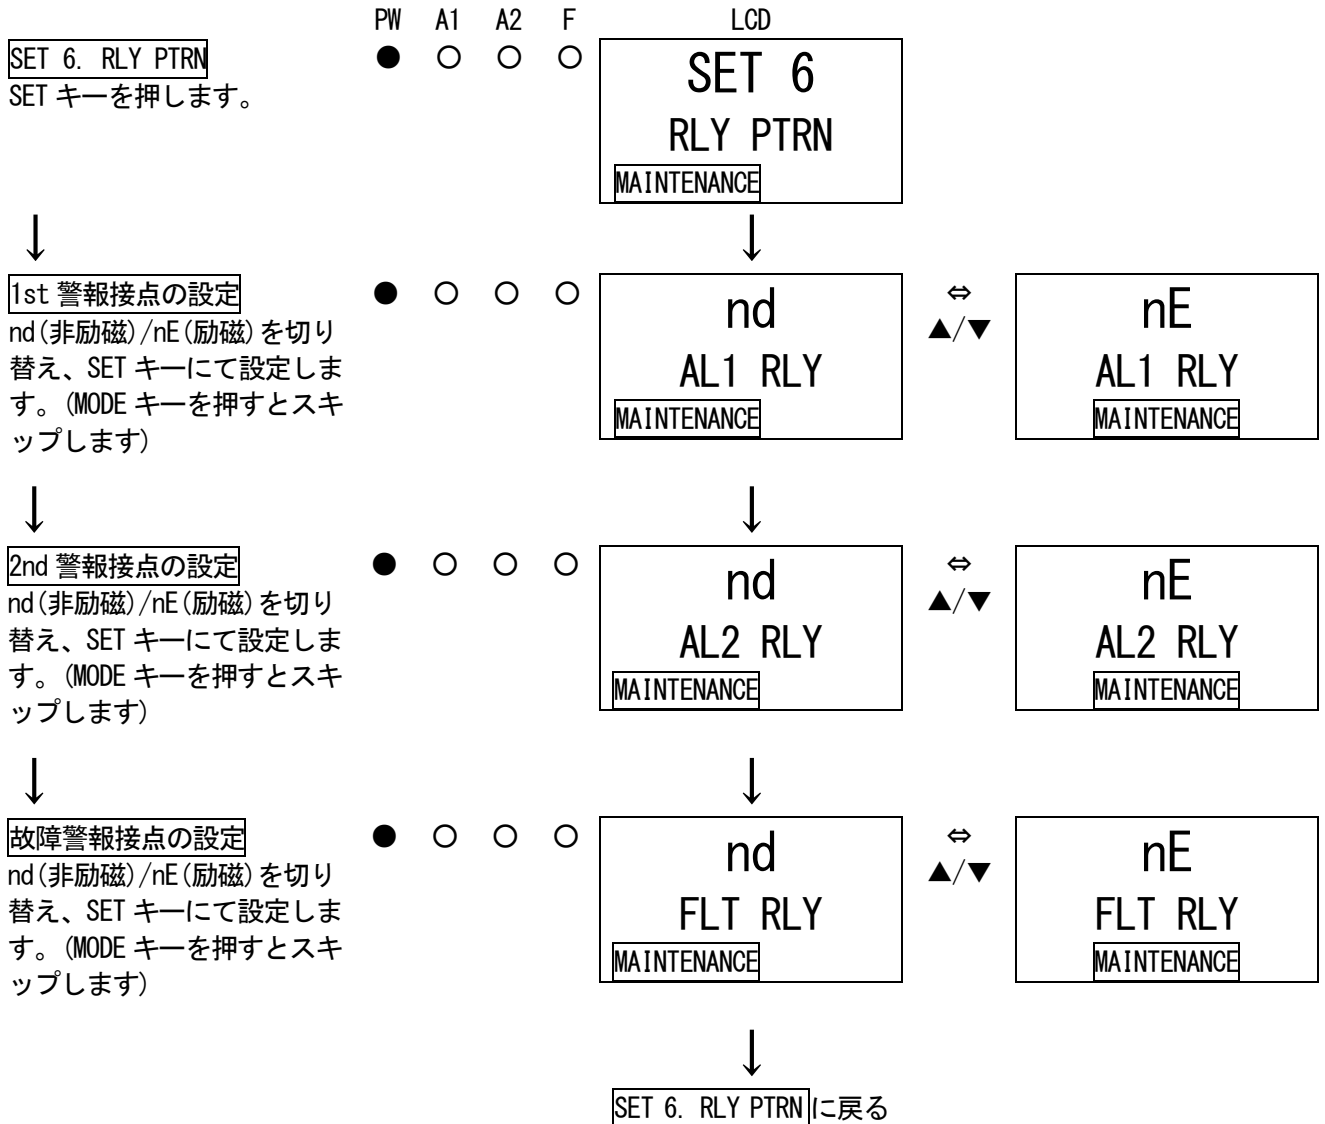 PW A1 A2 F LCD
SET 6. RLY PTRN ● ○ ○ ○
SET キーを押します。
SET 6
RLY PTRN
MAINTENANCE
↓ ↓
1st 警報接点の設定 ● ○ ○ ○
nd(非励磁)/nE(励磁)を切り
替え、SET キーにて設定しま
す。(MODE キーを押すとスキ
ップします)
nd
AL1 RLY
MAINTENANCE
⇔
▲/▼
nE
AL1 RLY
MAINTENANCE
↓ ↓
2nd 警報接点の設定 ● ○ ○ ○
nd(非励磁)/nE(励磁)を切り
替え、SET キーにて設定しま
す。(MODE キーを押すとスキ
ップします)
nd
AL2 RLY
MAINTENANCE
⇔
▲/▼
nE
AL2 RLY
MAINTENANCE
↓ ↓
故障警報接点の設定 ● ○ ○ ○
nd(非励磁)/nE(励磁)を切り
替え、SET キーにて設定しま
す。(MODE キーを押すとスキ
ップします)
nd
FLT RLY
MAINTENANCE
⇔
▲/▼
nE
FLT RLY
MAINTENANCE
↓
SET 6. RLY PTRN に戻る